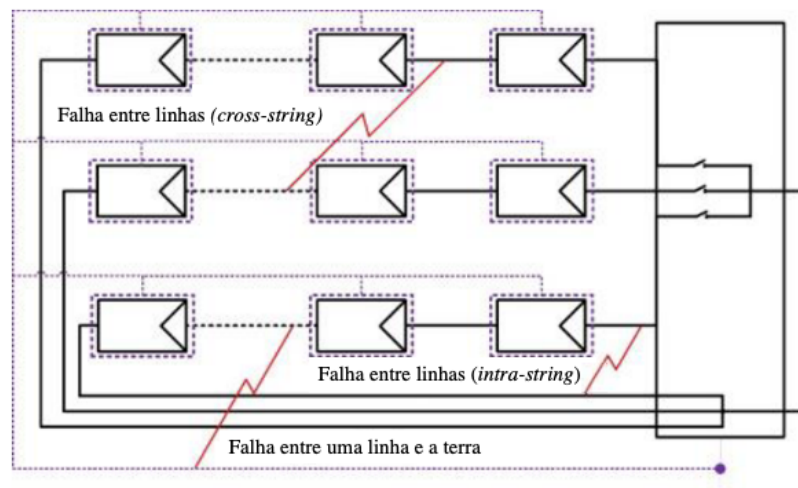 Falha entre linhas (cross-string)
Falha entre linhas (intra-string)
Falha entre uma linha e a terra